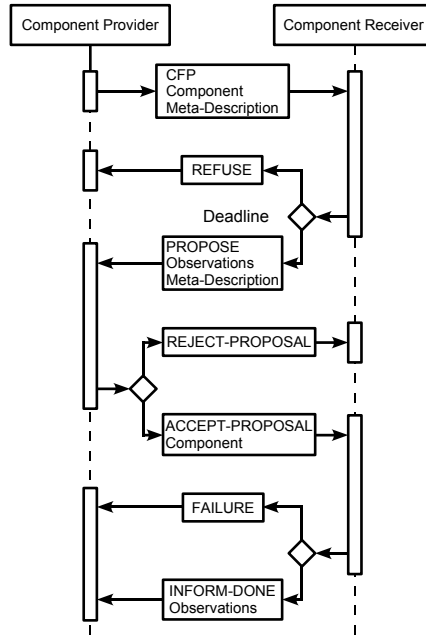 Component Provider
Component Receiver
CFP
Component
Meta-Description
REFUSE
Deadline
PROPOSE
Observations
Meta-Description
REJECT-PROPOSAL
ACCEPT-PROPOSAL
Component
FAILURE
INFORM-DONE
Observations